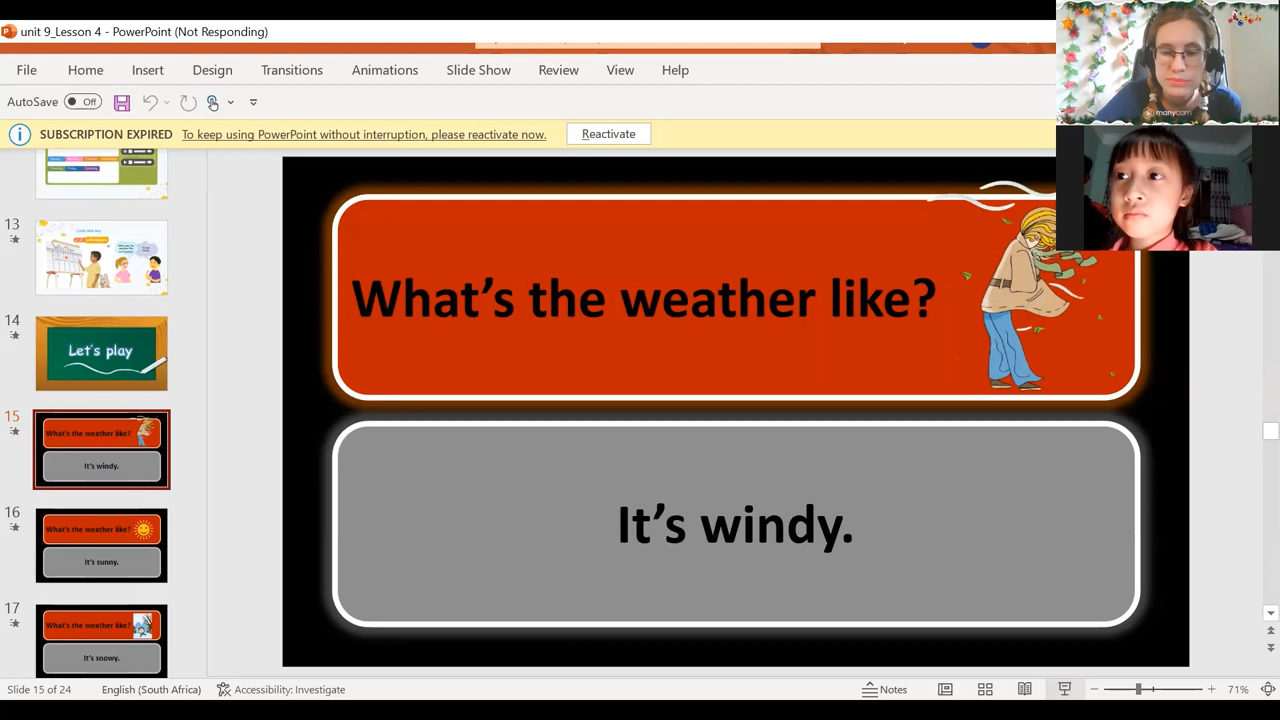 unit 9_Lesson 4 - PowerPoint (Not Responding)
File Home Insert Design Transitions Animations Slide Show Review View Help
AutoSave Off
SUBSCRIPTION EXPIRED To keep using PowerPoint without interruption, please reactivate now. Reactivate
manycam
13
14
Let's play
15
What's the weather like?
It's windy.
16
What's the weather like?
It's sunny.
17
What's the weather like?
It's snowy.
What's the weather like?
It's windy.
Slide 15 of 24 English (South Africa) Accessibility: Investigate Notes 71%